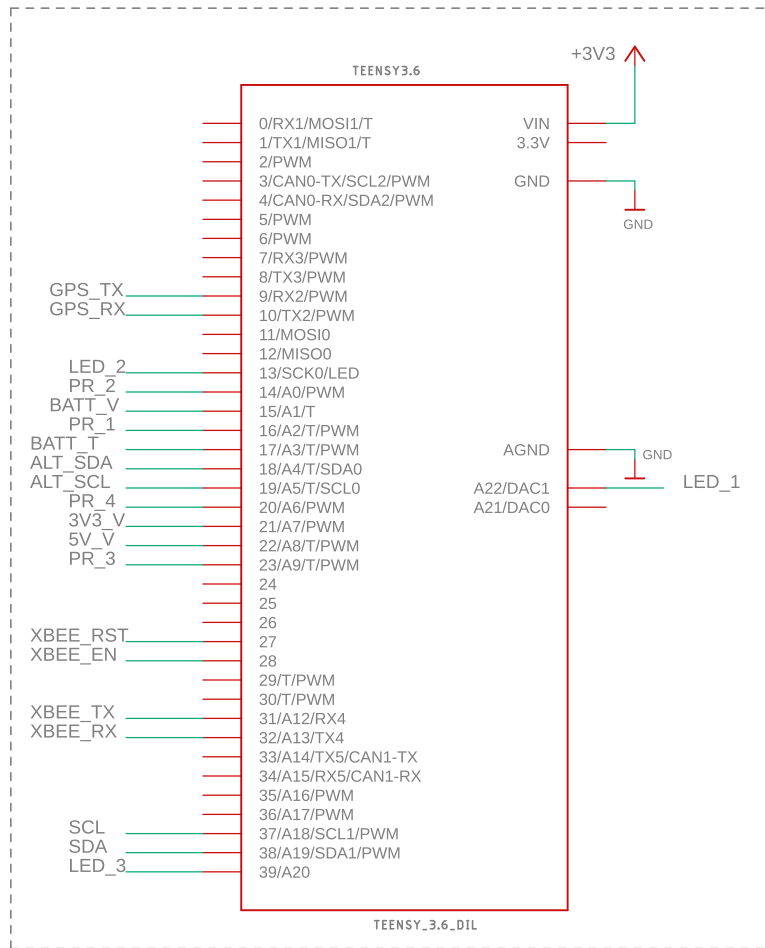 +3V3
TEENSY3.6
0/RX1/MOSI1/T VIN
1/TX1/MISO1/T 3.3V
2/PWM
3/CAN0-TX/SCL2/PWM GND
4/CAN0-RX/SDA2/PWM
5/PWM GND
6/PWM
7/RX3/PWM
8/TX3/PWM
GPS_TX 9/RX2/PWM
GPS_RX 10/TX2/PWM
11/MOSI0
12/MISO0
LED_2 13/SCK0/LED
PR_2 14/A0/PWM
BATT_V 15/A1/T
PR_1 16/A2/T/PWM
BATT_T 17/A3/T/PWM AGND GND
ALT_SDA 18/A4/T/SDA0
ALT_SCL 19/A5/T/SCL0 A22/DAC1 LED_1
PR_4 20/A6/PWM A21/DAC0
3V3_V 21/A7/PWM
5V_V 22/A8/T/PWM
PR_3 23/A9/T/PWM
24
25
26
XBEE_RST 27
XBEE_EN 28
29/T/PWM
30/T/PWM
XBEE_TX 31/A12/RX4
XBEE_RX 32/A13/TX4
33/A14/TX5/CAN1-TX
34/A15/RX5/CAN1-RX
35/A16/PWM
36/A17/PWM
SCL 37/A18/SCL1/PWM
SDA 38/A19/SDA1/PWM
LED_3 39/A20
TEENSY_3.6_DIL